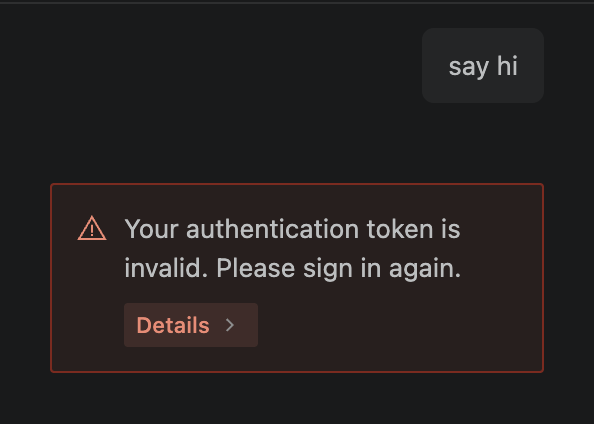 say hi
Your authentication token is
invalid. Please sign in again.
Details